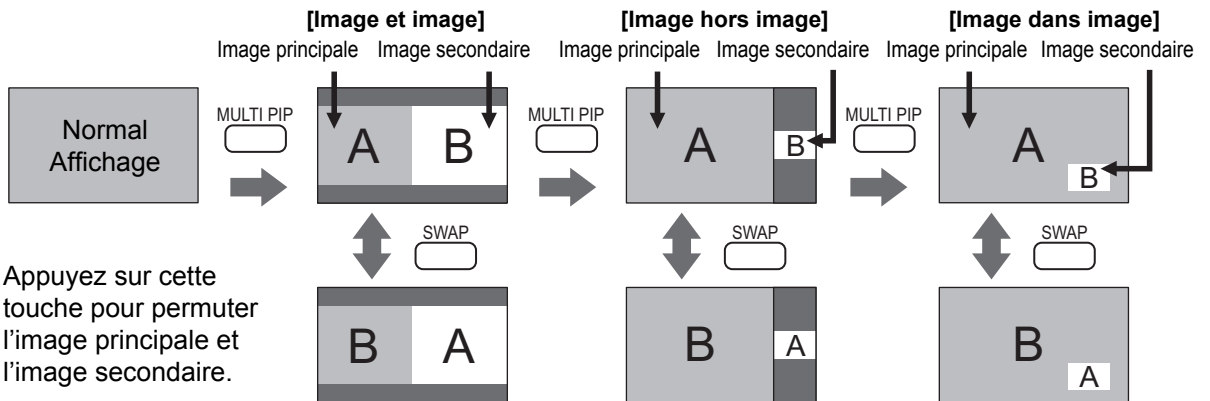 [Image et image]
[Image hors image]
[Image dans image]
Image principale Image secondaire
Image principale Image secondaire
Image principale Image secondaire
Normal
Affichage
MULTI PIP
A B
MULTI PIP
A B
MULTI PIP
A
B
SWAP
SWAP
SWAP
Appuyez sur cette
touche pour permuter
l'image principale et
l'image secondaire.
B A
B A
B
A